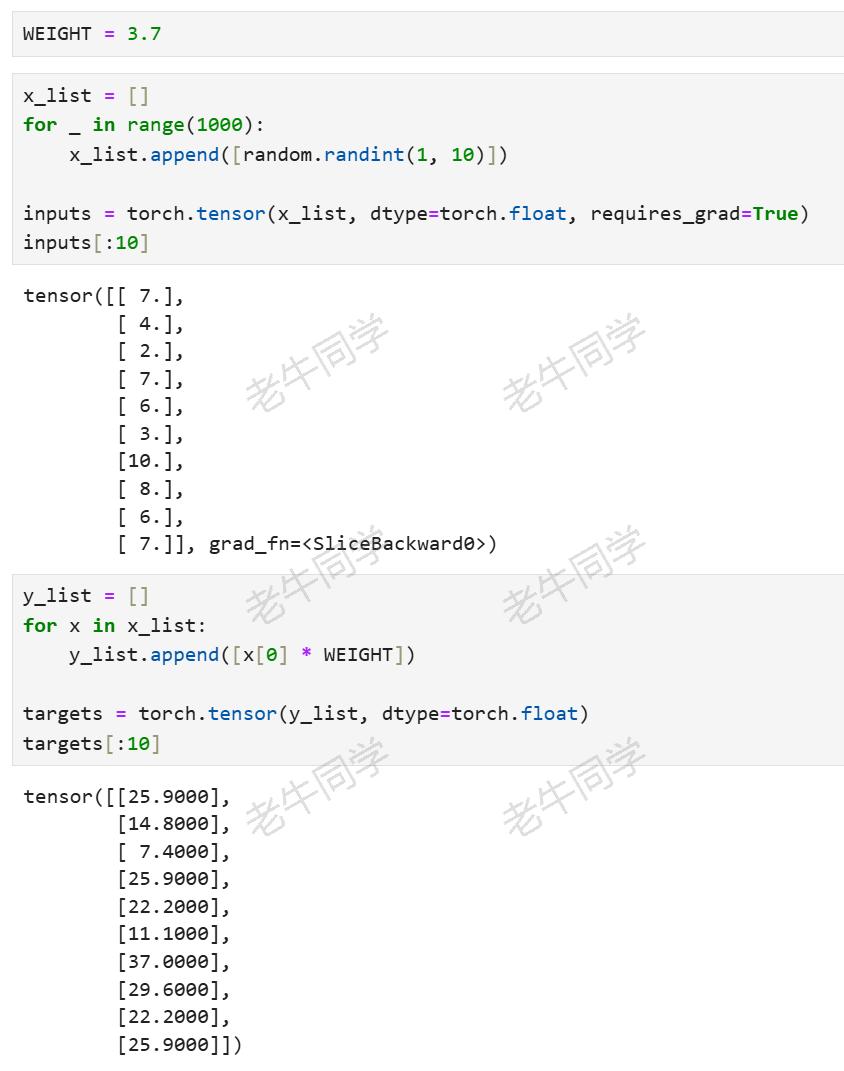 WEIGHT = 3.7
x_list = []
for _ in range(1000):
    x_list.append([random.randint(1, 10)])
inputs = torch.tensor(x_list, dtype=torch.float, requires_grad=True)
inputs[:10]
tensor([[ 7.],
        [ 4.],
        [ 2.],
        [ 7.],
        [ 6.],
        [ 3.],
        [10.],
        [ 8.],
        [ 6.],
        [ 7.]], grad_fn=<SliceBackward0>)
y_list = []
for x in x_list:
    y_list.append([x[0] * WEIGHT])
targets = torch.tensor(y_list, dtype=torch.float)
targets[:10]
tensor([[25.9000],
        [14.8000],
        [ 7.4000],
        [25.9000],
        [22.2000],
        [11.1000],
        [37.0000],
        [29.6000],
        [22.2000],
        [25.9000]])
老牛同学
老牛同学
老牛同学
老牛同学
老牛同学
老牛同学